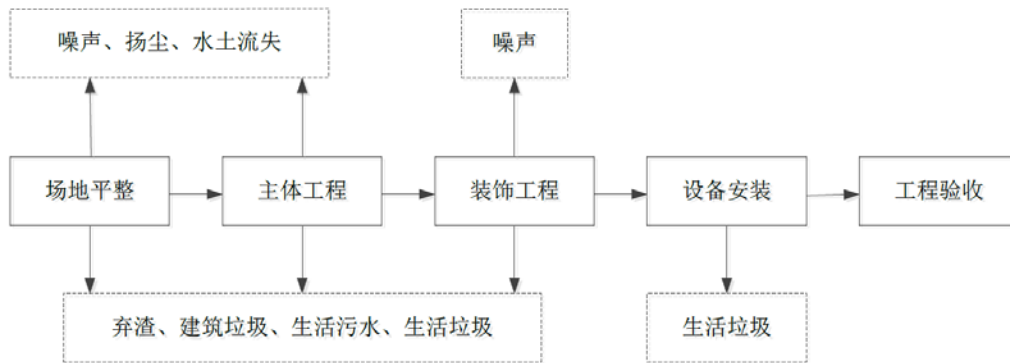 噪声、扬尘、水土流失
噪声
场地平整
主体工程
装饰工程
设备安装
工程验收
弃渣、建筑垃圾、生活污水、生活垃圾
生活垃圾